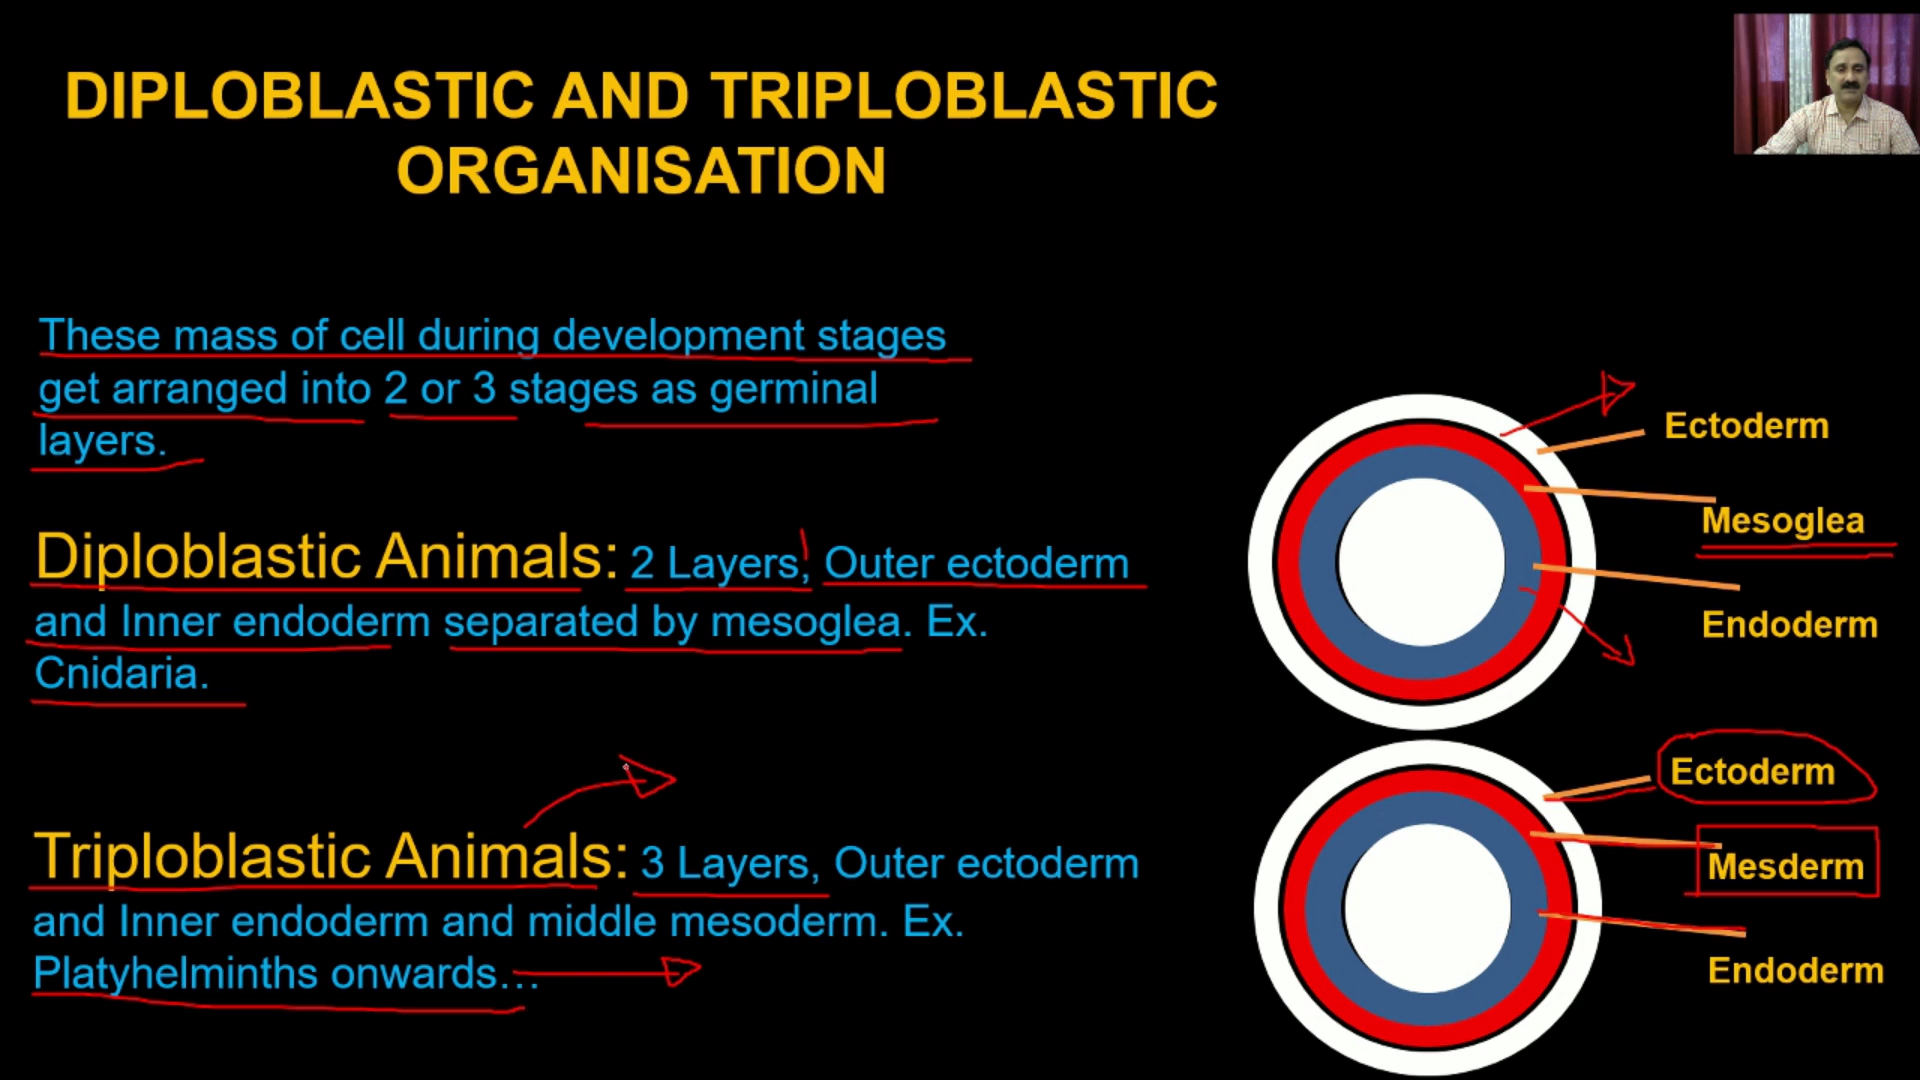 DIPLOBLASTIC AND TRIPLOBLASTIC
ORGANISATION
These mass of cell during development stages
get arranged into 2 or 3 stages as germinal
layers.
Diploblastic Animals: 2 Layers, Outer ectoderm
and Inner endoderm separated by mesoglea. Ex.
Cnidaria.
Triploblastic Animals: 3 Layers, Outer ectoderm
and Inner endoderm and middle mesoderm. Ex.
Platyhelminths onwards...
Ectoderm
Mesoglea
Endoderm
Ectoderm
Mesderm
Endoderm